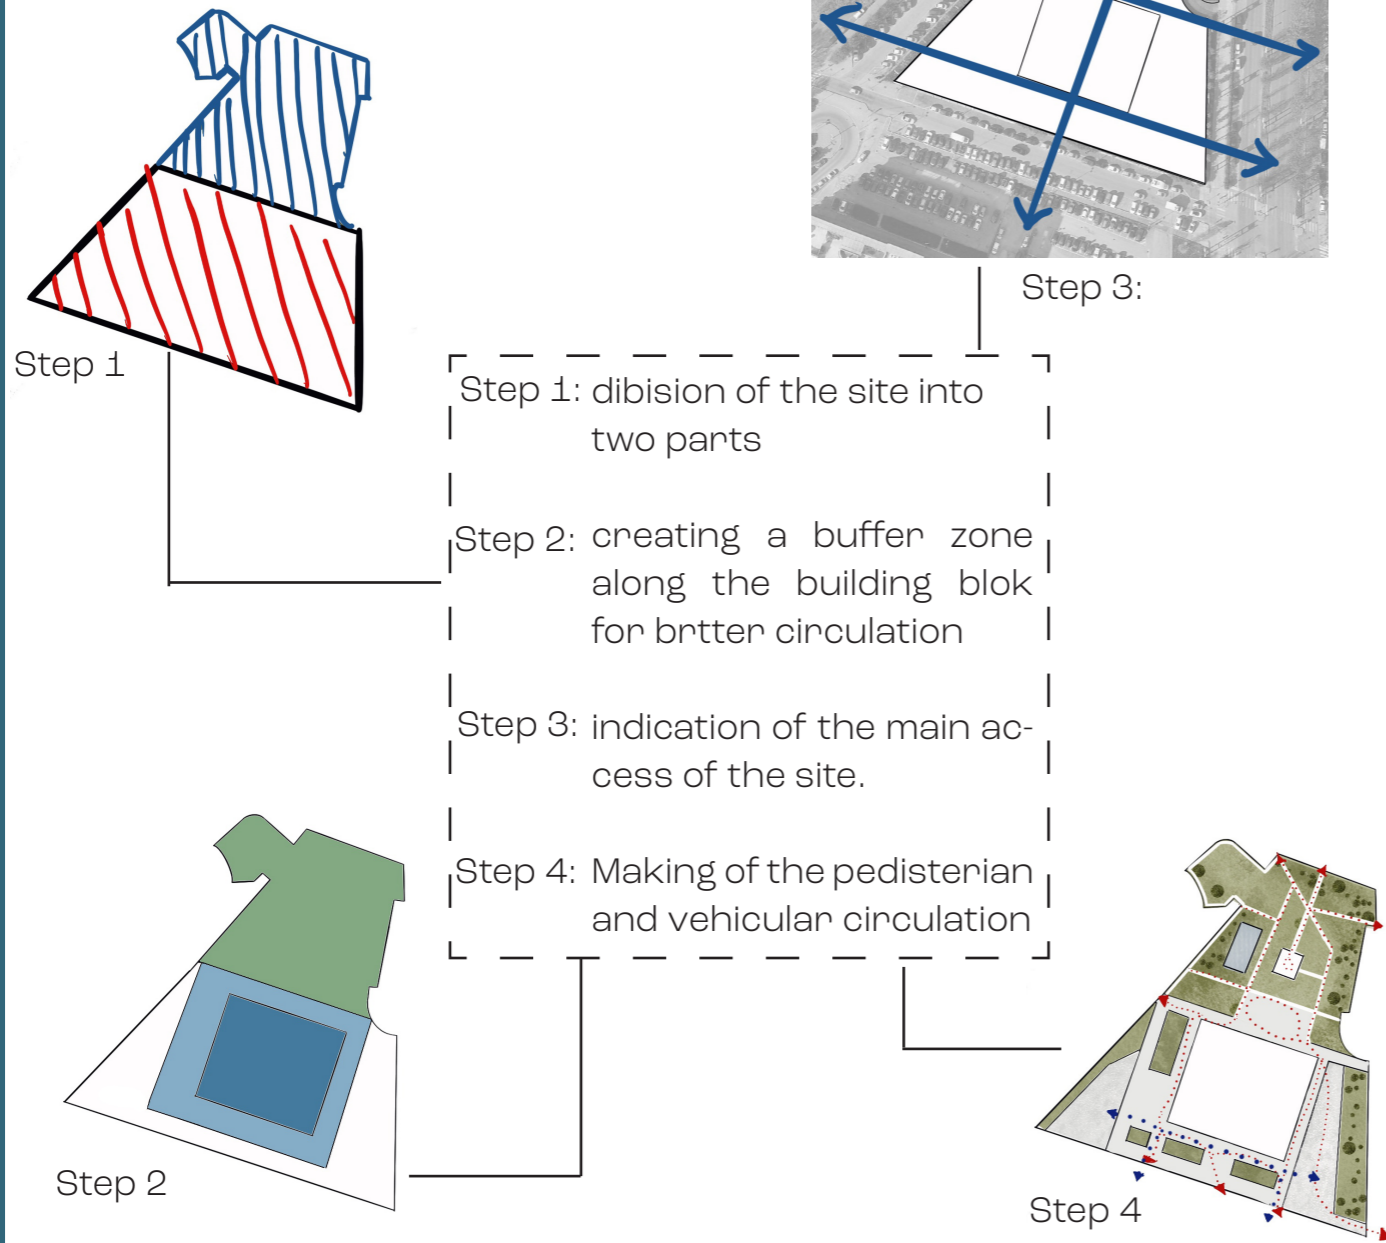 Step 3:
Step 1
Step 1: dibision of the site into
two parts
Step 2: creating a buffer zone
along the building blok
for brtter circulation
Step 3: indication of the main ac-
cess of the site.
Step 4: Making of the pedisterian
and vehicular circulation
Step 2
Step 4